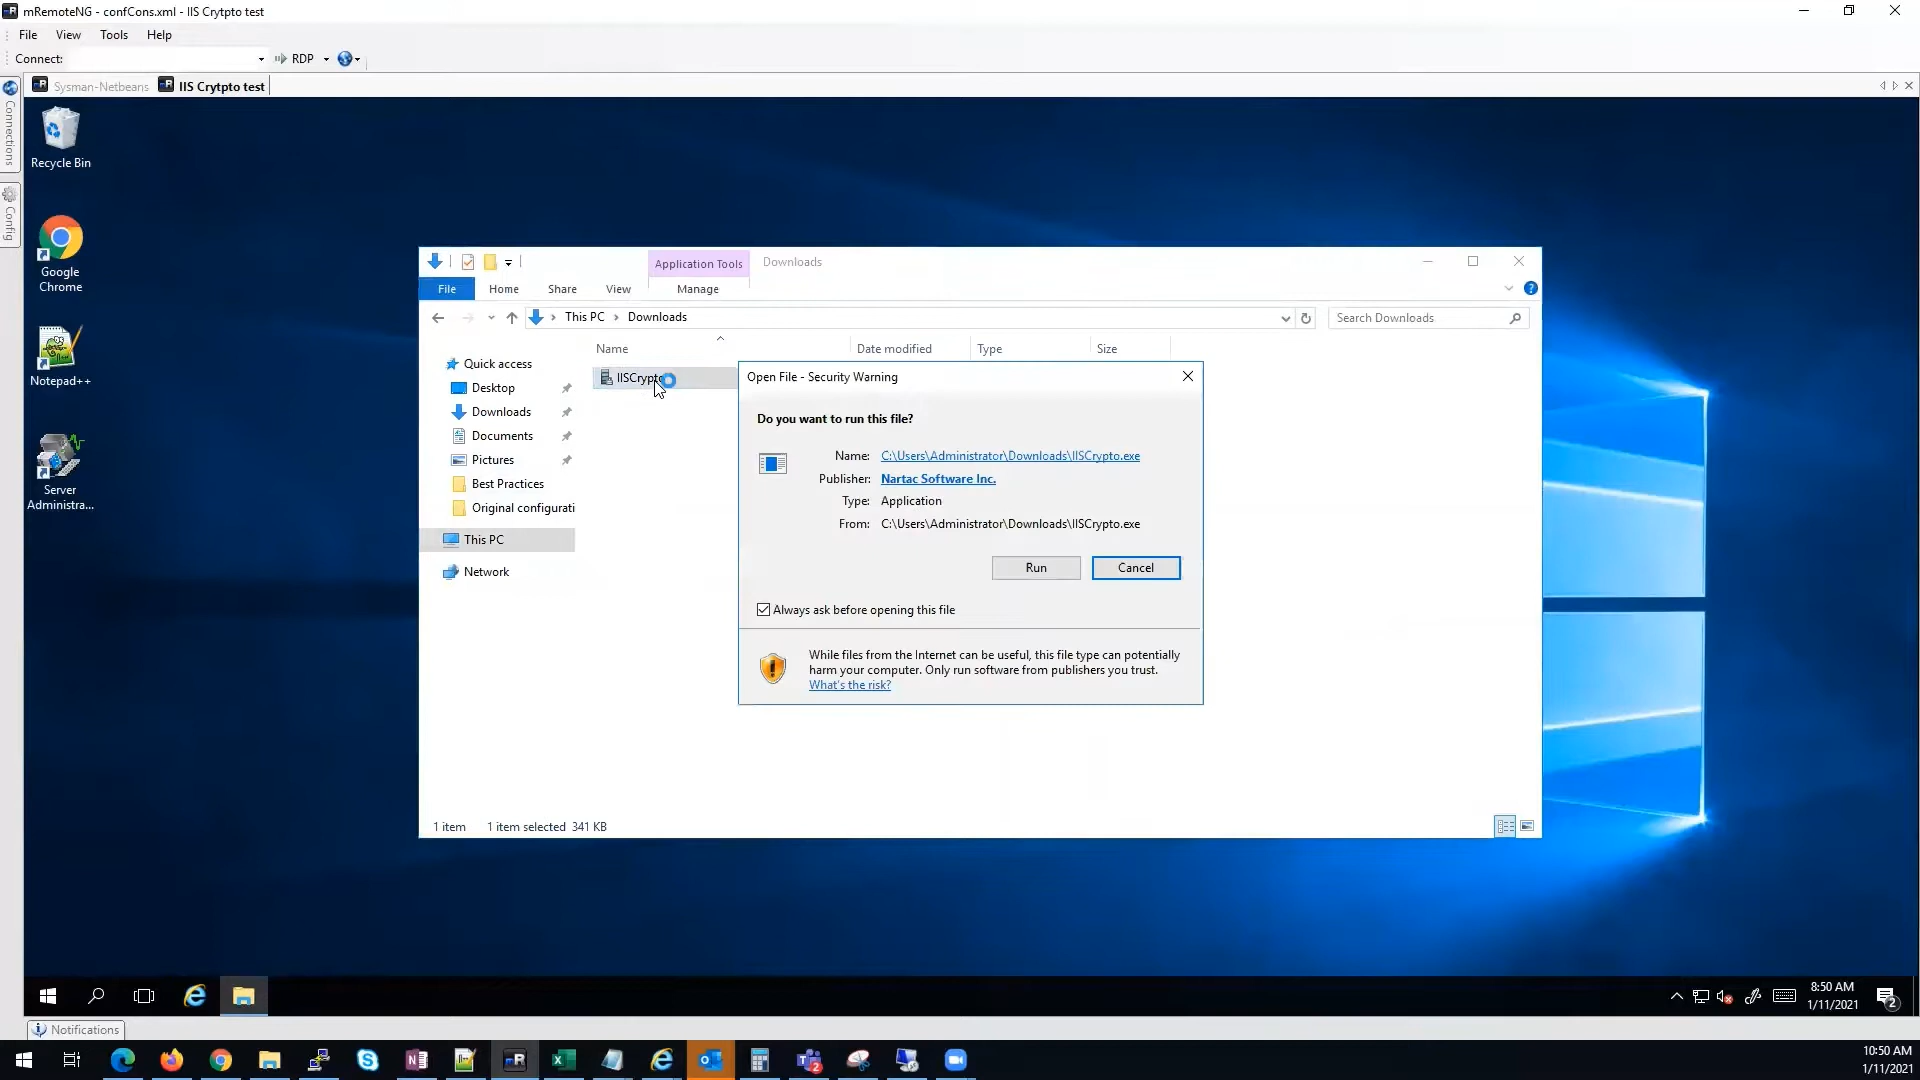 mRemoteNG - confCons.xml - IIS Crytpto test
File View Tools Help
Connect: RDP
Sysman-Netbeans IIS Crytpto test
Connections
Config
Recycle Bin
Google
Chrome
Notepad++
Server
Administra...
Application Tools Downloads
File Home Share View Manage
This PC Downloads Search Downloads
Name Date modified Type Size
Quick access
Desktop
Downloads
Documents
Pictures
Best Practices
Original configurati
This PC
Network
IISCrypto
Open File - Security Warning
Do you want to run this file?
Name: C:\Users\Administrator\Downloads\IISCrypto.exe
Publisher: Nartac Software Inc.
Type: Application
From: C:\Users\Administrator\Downloads\IISCrypto.exe
Run Cancel
Always ask before opening this file
While files from the Internet can be useful, this file type can potentially
harm your computer. Only run software from publishers you trust.
What's the risk?
1 item 1 item selected 341 KB
8:50 AM
1/11/2021
2
Notifications
10:50 AM
1/11/2021